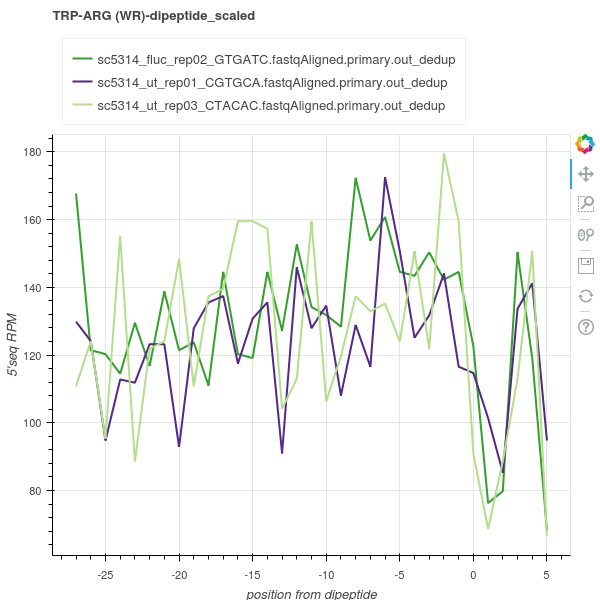 TRP-ARG (WR)-dipeptide_scaled
sc5314_fluc_rep02_GTGATC.fastqAligned.primary.out_dedup
sc5314_ut_rep01_CGTGCA.fastqAligned.primary.out_dedup
sc5314_ut_rep03_CTACAC.fastqAligned.primary.out_dedup
180
160
140
120
100
80
5'seq RPM
-25
-20
-15
-10
-5
0
5
position from dipeptide